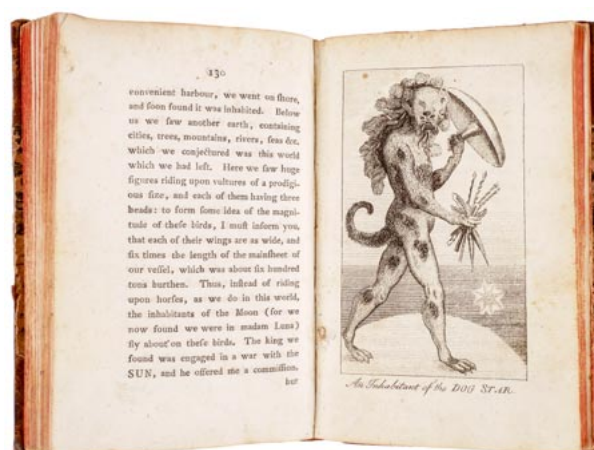 130
convenient harbour, we went on ſhore,
and ſoon found it was inhabited. Below
us we ſaw another earth, containing
cities, trees, mountains, rivers, ſeas &c.
which we conjectured was this world
which we had left. Here we ſaw huge
figures riding upon vultures of a prodigi-
ous ſize, and each of them having three
heads: to form ſome idea of the magni-
tude of theſe birds, I muſt inform you,
that each of their wings are as wide, and
ſix times the length of the mainſheet of
our veſſel, which was about ſix hundred
tons burthen. Thus, inſtead of riding
upon horſes, as we do in this world,
the inhabitants of the Moon (for we
now found we were in madam Luna)
fly about on theſe birds. The king we
found was engaged in a war with the
SUN, and he offered me a commiſſion,
but
An Inhabitant of the DOG STAR.